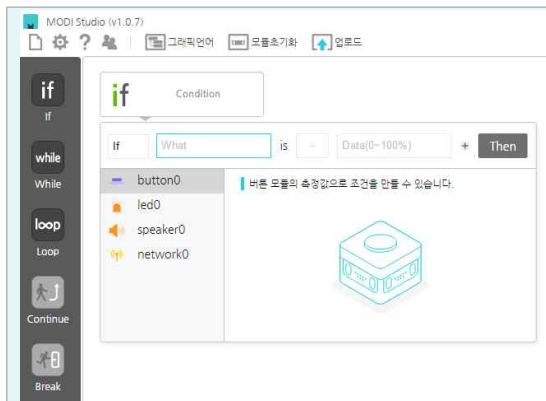 MODI Studio (v1.0.7)
그래픽언어 모듈초기화 업로드
if
If
while
While
loop
Loop
Continue
Break
if Condition
If What is - Data(0~100%) + Then
button0
led0
speaker0
network0
버튼 모듈의 측정값으로 조건을 만들 수 있습니다.